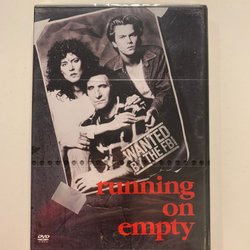 WANTED
BY THE FBI
running
on
empty
DVD